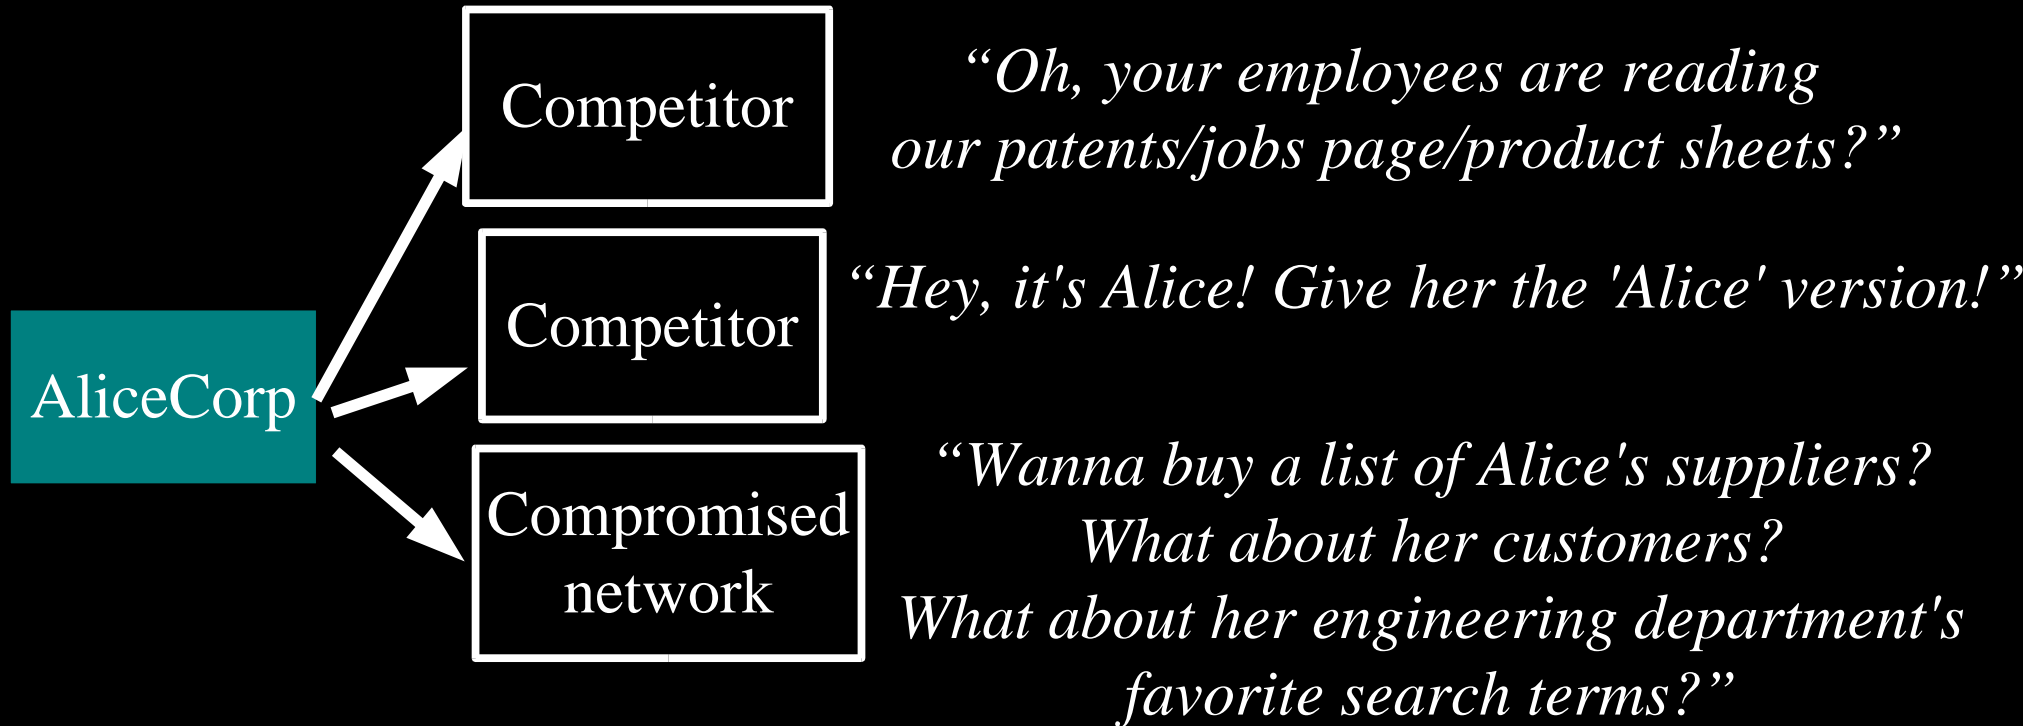 Competitor
“Oh, your employees are reading
our patents/jobs page/product sheets?”
Competitor
“Hey, it's Alice! Give her the 'Alice' version!”
AliceCorp
Compromised
network
“Wanna buy a list of Alice's suppliers?
What about her customers?
What about her engineering department's
favorite search terms?”